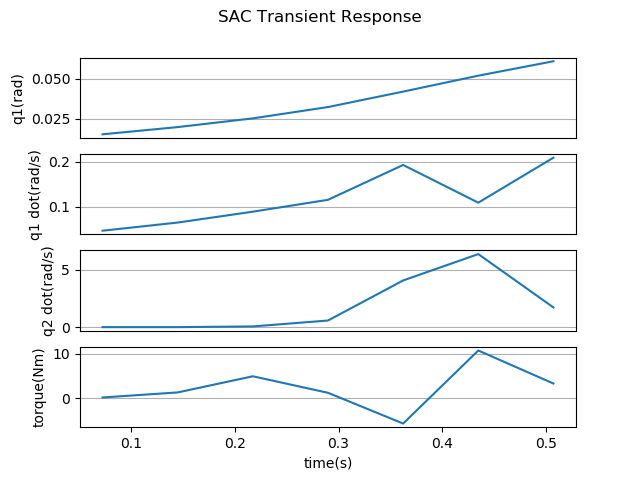 SAC Transient Response
q1(rad)
0.050
0.025
q1 dot(rad/s)
0.2
0.1
q2 dot(rad/s)
5
0
torque(Nm)
10
0
0.1 0.2 0.3 0.4 0.5
time(s)